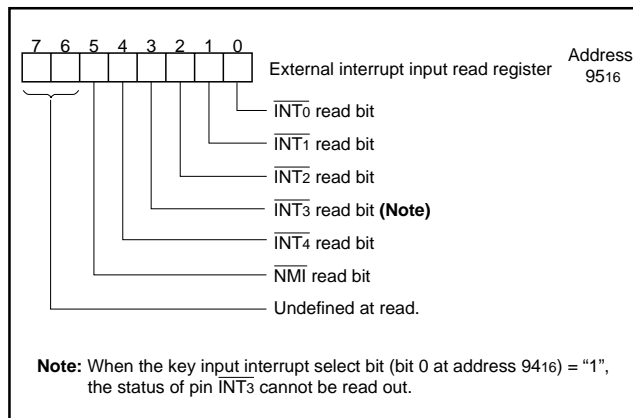 7 6 5 4 3 2 1 0
External interrupt input read register
Address
9516
INT0 read bit
INT1 read bit
INT2 read bit
INT3 read bit (Note)
INT4 read bit
NMI read bit
Undefined at read.
Note: When the key input interrupt select bit (bit 0 at address 9416) = “1”,
the status of pin INT3 cannot be read out.